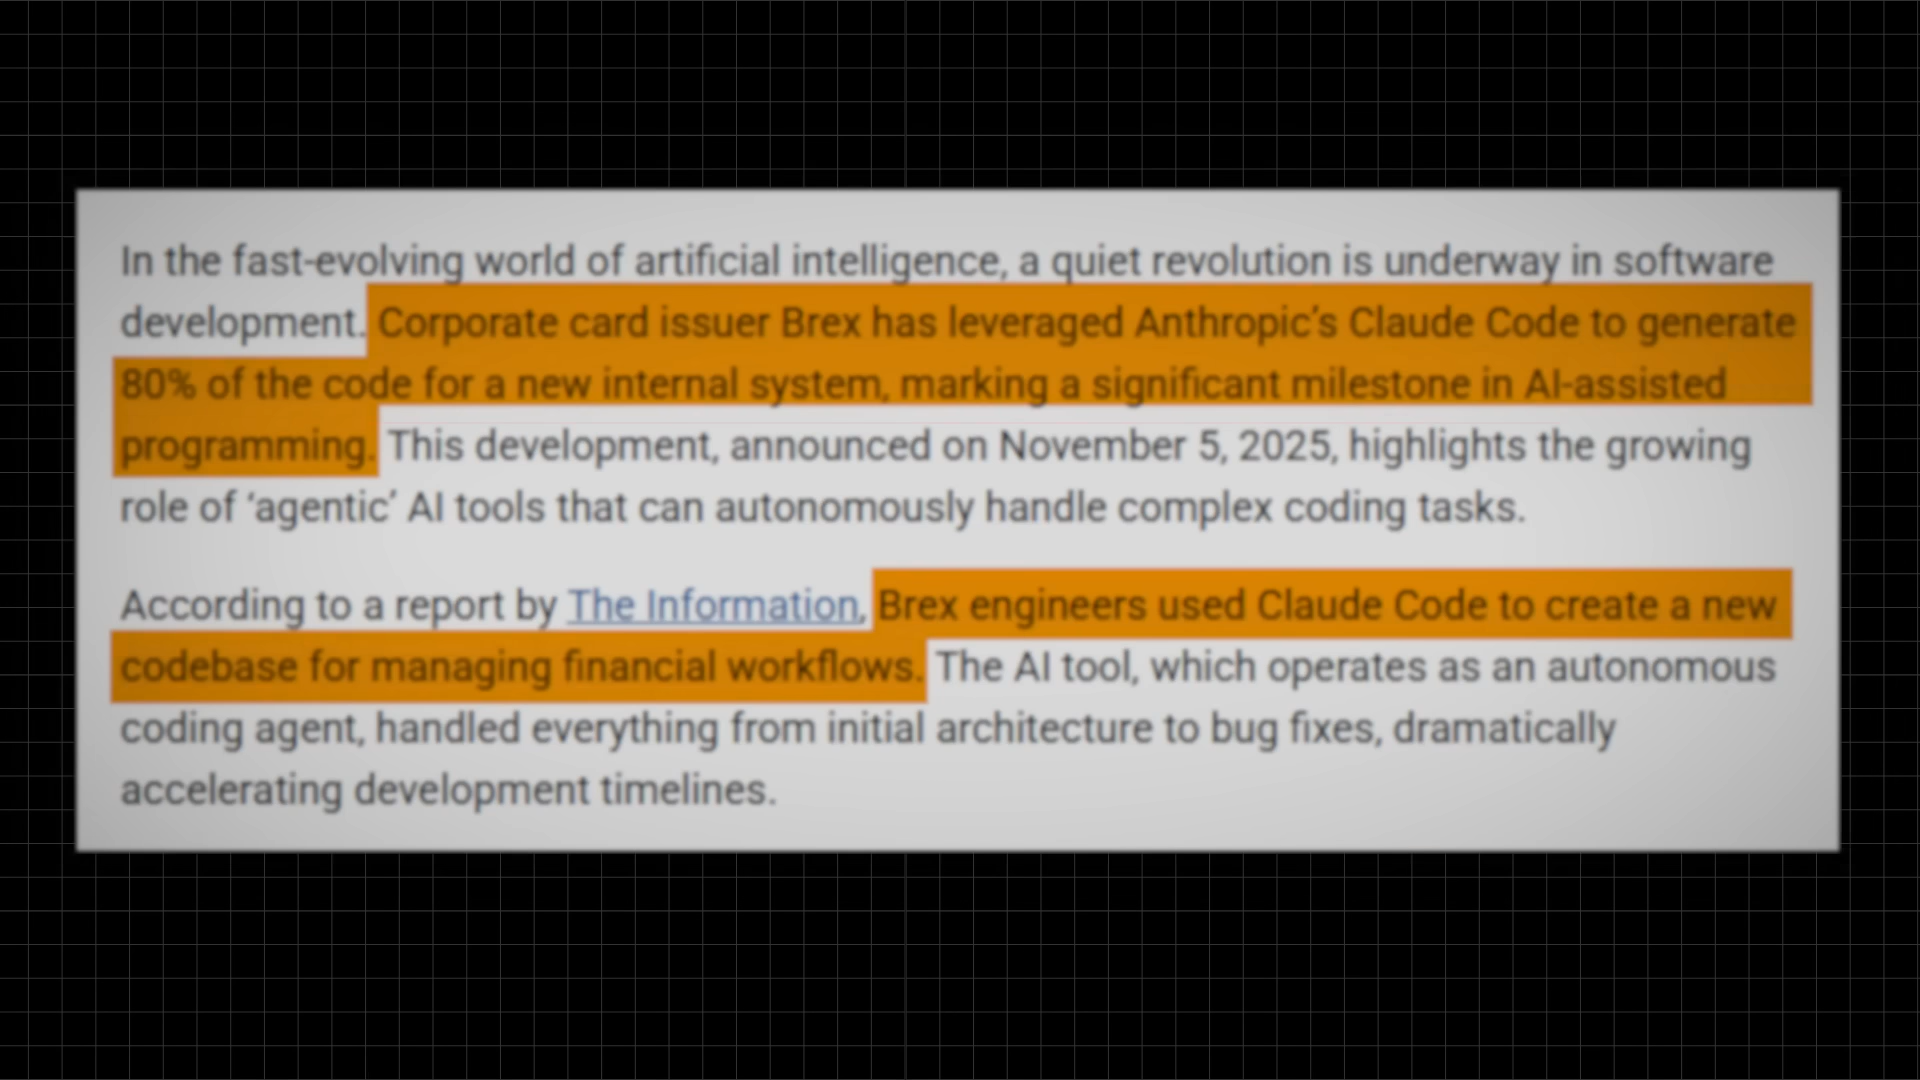 In the fast-evolving world of artificial intelligence, a quiet revolution is underway in software
development. Corporate card issuer Brex has leveraged Anthropic’s Claude Code to generate
80% of the code for a new internal system, marking a significant milestone in AI-assisted
programming. This development, announced on November 5, 2025, highlights the growing
role of ‘agentic’ AI tools that can autonomously handle complex coding tasks.
According to a report by The Information, Brex engineers used Claude Code to create a new
codebase for managing financial workflows. The AI tool, which operates as an autonomous
coding agent, handled everything from initial architecture to bug fixes, dramatically
accelerating development timelines.